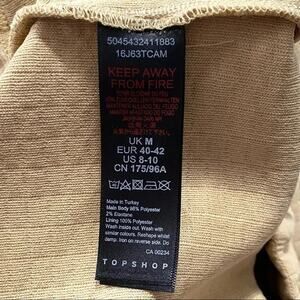 5045432411883
16J63TCAM
KEEP AWAY
FROM FIRE
UK M
EUR 40-42
US 8-10
CN 175/96A
Made in Turkey
Main Body 98% Polyester
2% Elastane
Lining 100% Polyester
Wash inside out. Wash with
similar colours. Reshape whilst
damp. Iron on reverse side. Do
CA 00234
TOPSHOP